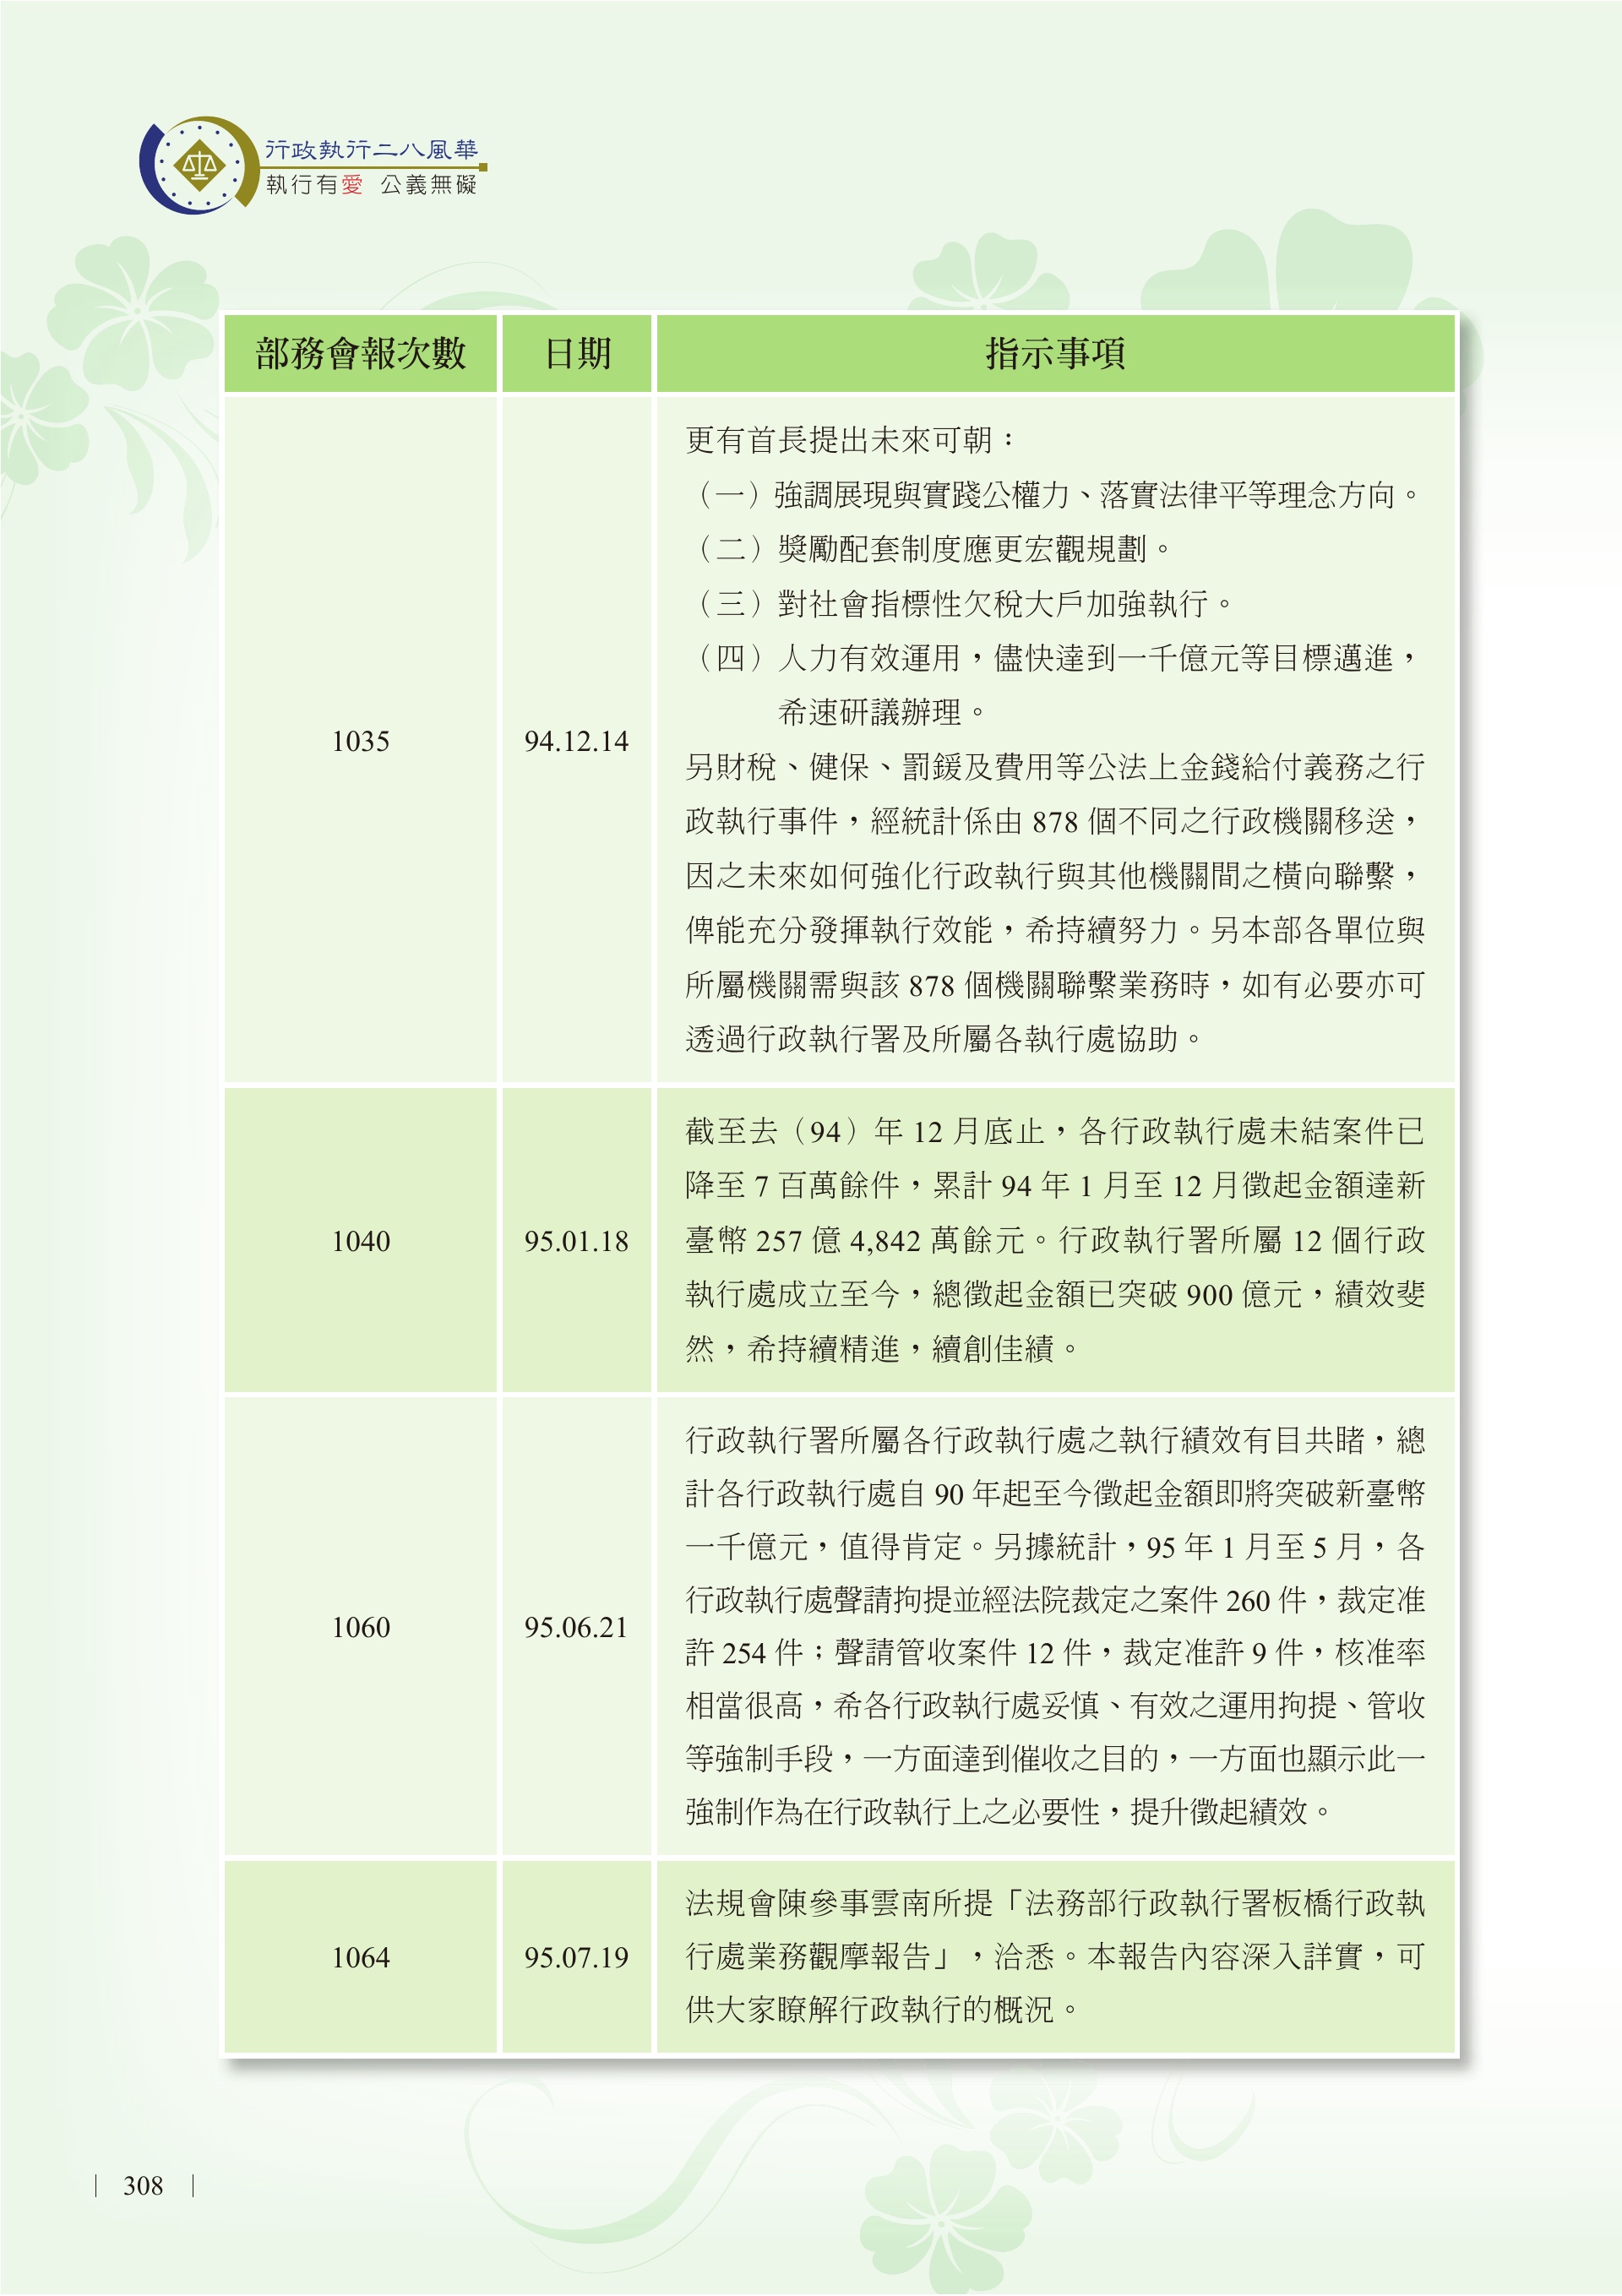 行政執行二八風華
執行有愛 公義無礙
部務會報次數 日期 指示事項
1035
94.12.14
更有首長提出未來可朝：
（一）強調展現與實踐公權力、落實法律平等理念方向。
（二）獎勵配套制度應更宏觀規劃。
（三）對社會指標性欠稅大戶加強執行。
（四）人力有效運用，儘快達到一千億元等目標邁進，
希速研議辦理。
另財稅、健保、罰鍰及費用等公法上金錢給付義務之行
政執行事件，經統計係由 878 個不同之行政機關移送，
因之未來如何強化行政執行與其他機關間之橫向聯繫，
俾能充分發揮執行效能，希持續努力。另本部各單位與
所屬機關需與該 878 個機關聯繫業務時，如有必要亦可
透過行政執行署及所屬各執行處協助。
1040
95.01.18
截至去（94）年 12 月底止，各行政執行處未結案件已
降至 7 百萬餘件，累計 94 年 1 月至 12 月徵起金額達新
臺幣 257 億 4,842 萬餘元。行政執行署所屬 12 個行政
執行處成立至今，總徵起金額已突破 900 億元，績效斐
然，希持續精進，續創佳績。
1060
95.06.21
行政執行署所屬各行政執行處之執行績效有目共睹，總
計各行政執行處自 90 年起至今徵起金額即將突破新臺幣
一千億元，值得肯定。另據統計，95 年 1 月至 5 月，各
行政執行處聲請拘提並經法院裁定之案件 260 件，裁定准
許 254 件；聲請管收案件 12 件，裁定准許 9 件，核准率
相當很高，希各行政執行處妥慎、有效之運用拘提、管收
等強制手段，一方面達到催收之目的，一方面也顯示此一
強制作為在行政執行上之必要性，提升徵起績效。
1064
95.07.19
法規會陳參事雲南所提「法務部行政執行署板橋行政執
行處業務觀摩報告」，洽悉。本報告內容深入詳實，可
供大家瞭解行政執行的概況。
308